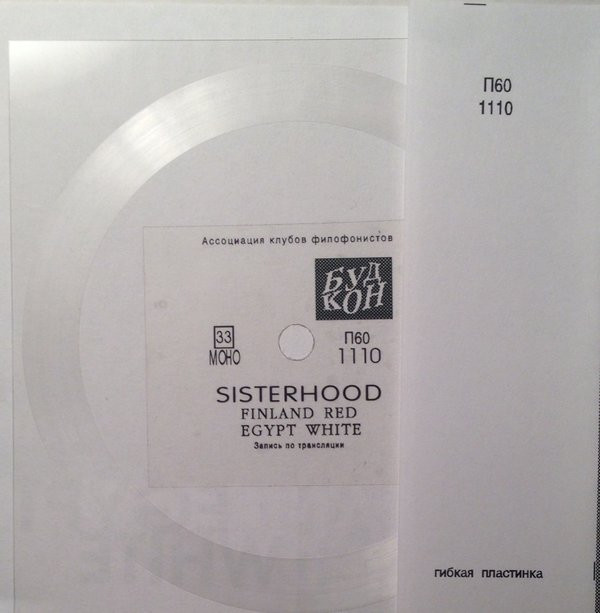 П60
1110
Ассоциация клубов филофонистов
БУД
КОН
33
МОНО
П60
1110
SISTERHOOD
FINLAND RED
EGYPT WHITE
Запись по трансляции
гибкая пластинка